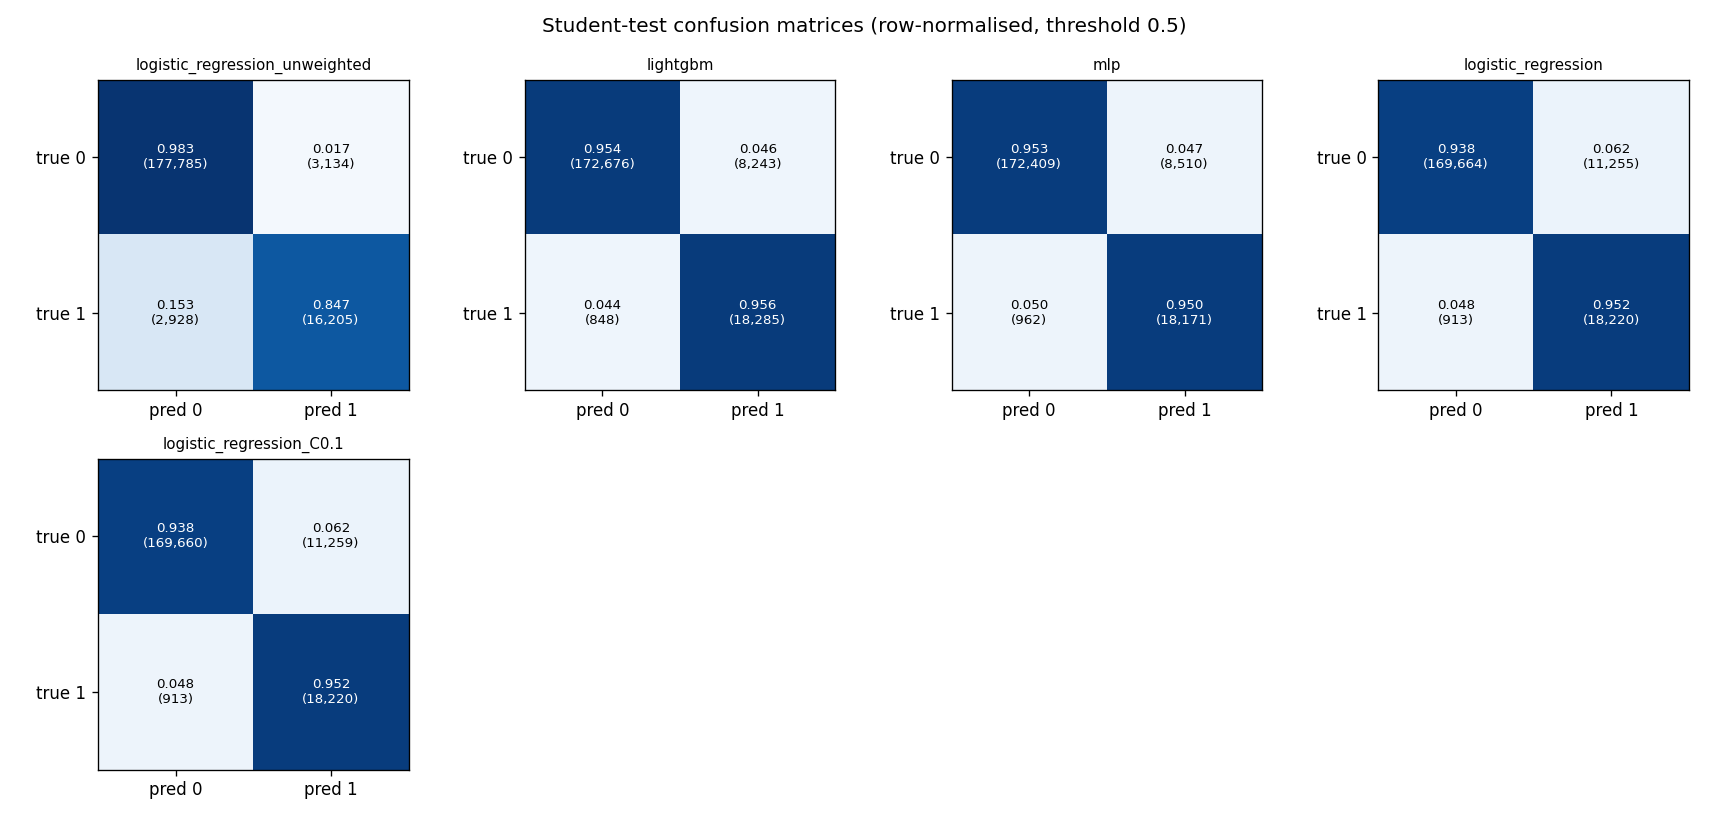 Student-test confusion matrices (row-normalised, threshold 0.5)
logistic_regression_unweighted
true 0
0.983
(177,785)
0.017
(3,134)
true 1
0.153
(2,928)
0.847
(16,205)
pred 0
pred 1
lightgbm
true 0
0.954
(172,676)
0.046
(8,243)
true 1
0.044
(848)
0.956
(18,285)
pred 0
pred 1
mlp
true 0
0.953
(172,409)
0.047
(8,510)
true 1
0.050
(962)
0.950
(18,171)
pred 0
pred 1
logistic_regression
true 0
0.938
(169,664)
0.062
(11,255)
true 1
0.048
(913)
0.952
(18,220)
pred 0
pred 1
logistic_regression_C0.1
true 0
0.938
(169,660)
0.062
(11,259)
true 1
0.048
(913)
0.952
(18,220)
pred 0
pred 1